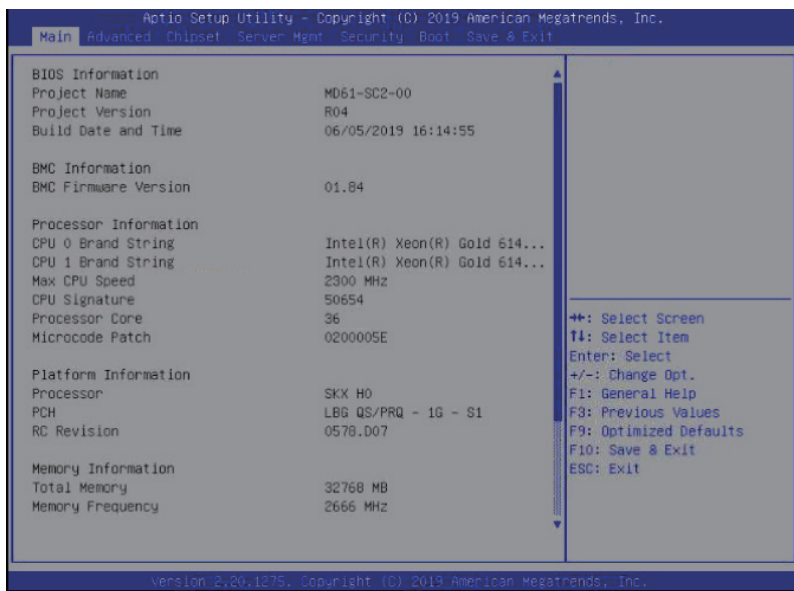 Aptio Setup Utility - Copyright (C) 2019 American Megatrends, Inc.
Main Advanced Chipset Server Mgmt Security Boot Save & Exit
BIOS Information
Project Name MD61-SC2-00
Project Version R04
Build Date and Time 06/05/2019 16:14:55
BMC Information
BMC Firmware Version 01.84
Processor Information
CPU 0 Brand String Intel(R) Xeon(R) Gold 614...
CPU 1 Brand String Intel(R) Xeon(R) Gold 614...
Max CPU Speed 2300 MHz
CPU Signature 50654
Processor Core 36
Microcode Patch 0200005E
Platform Information
Processor SKX H0
PCH LBG QS/PRQ - 1G - S1
RC Revision 0578.D07
Memory Information
Total Memory 32768 MB
Memory Frequency 2666 MHz
→←: Select Screen
↑↓: Select Item
Enter: Select
+/-: Change Opt.
F1: General Help
F3: Previous Values
F9: Optimized Defaults
F10: Save & Exit
ESC: Exit
Version 2.20.1275. Copyright (C) 2019 American Megatrends, Inc.